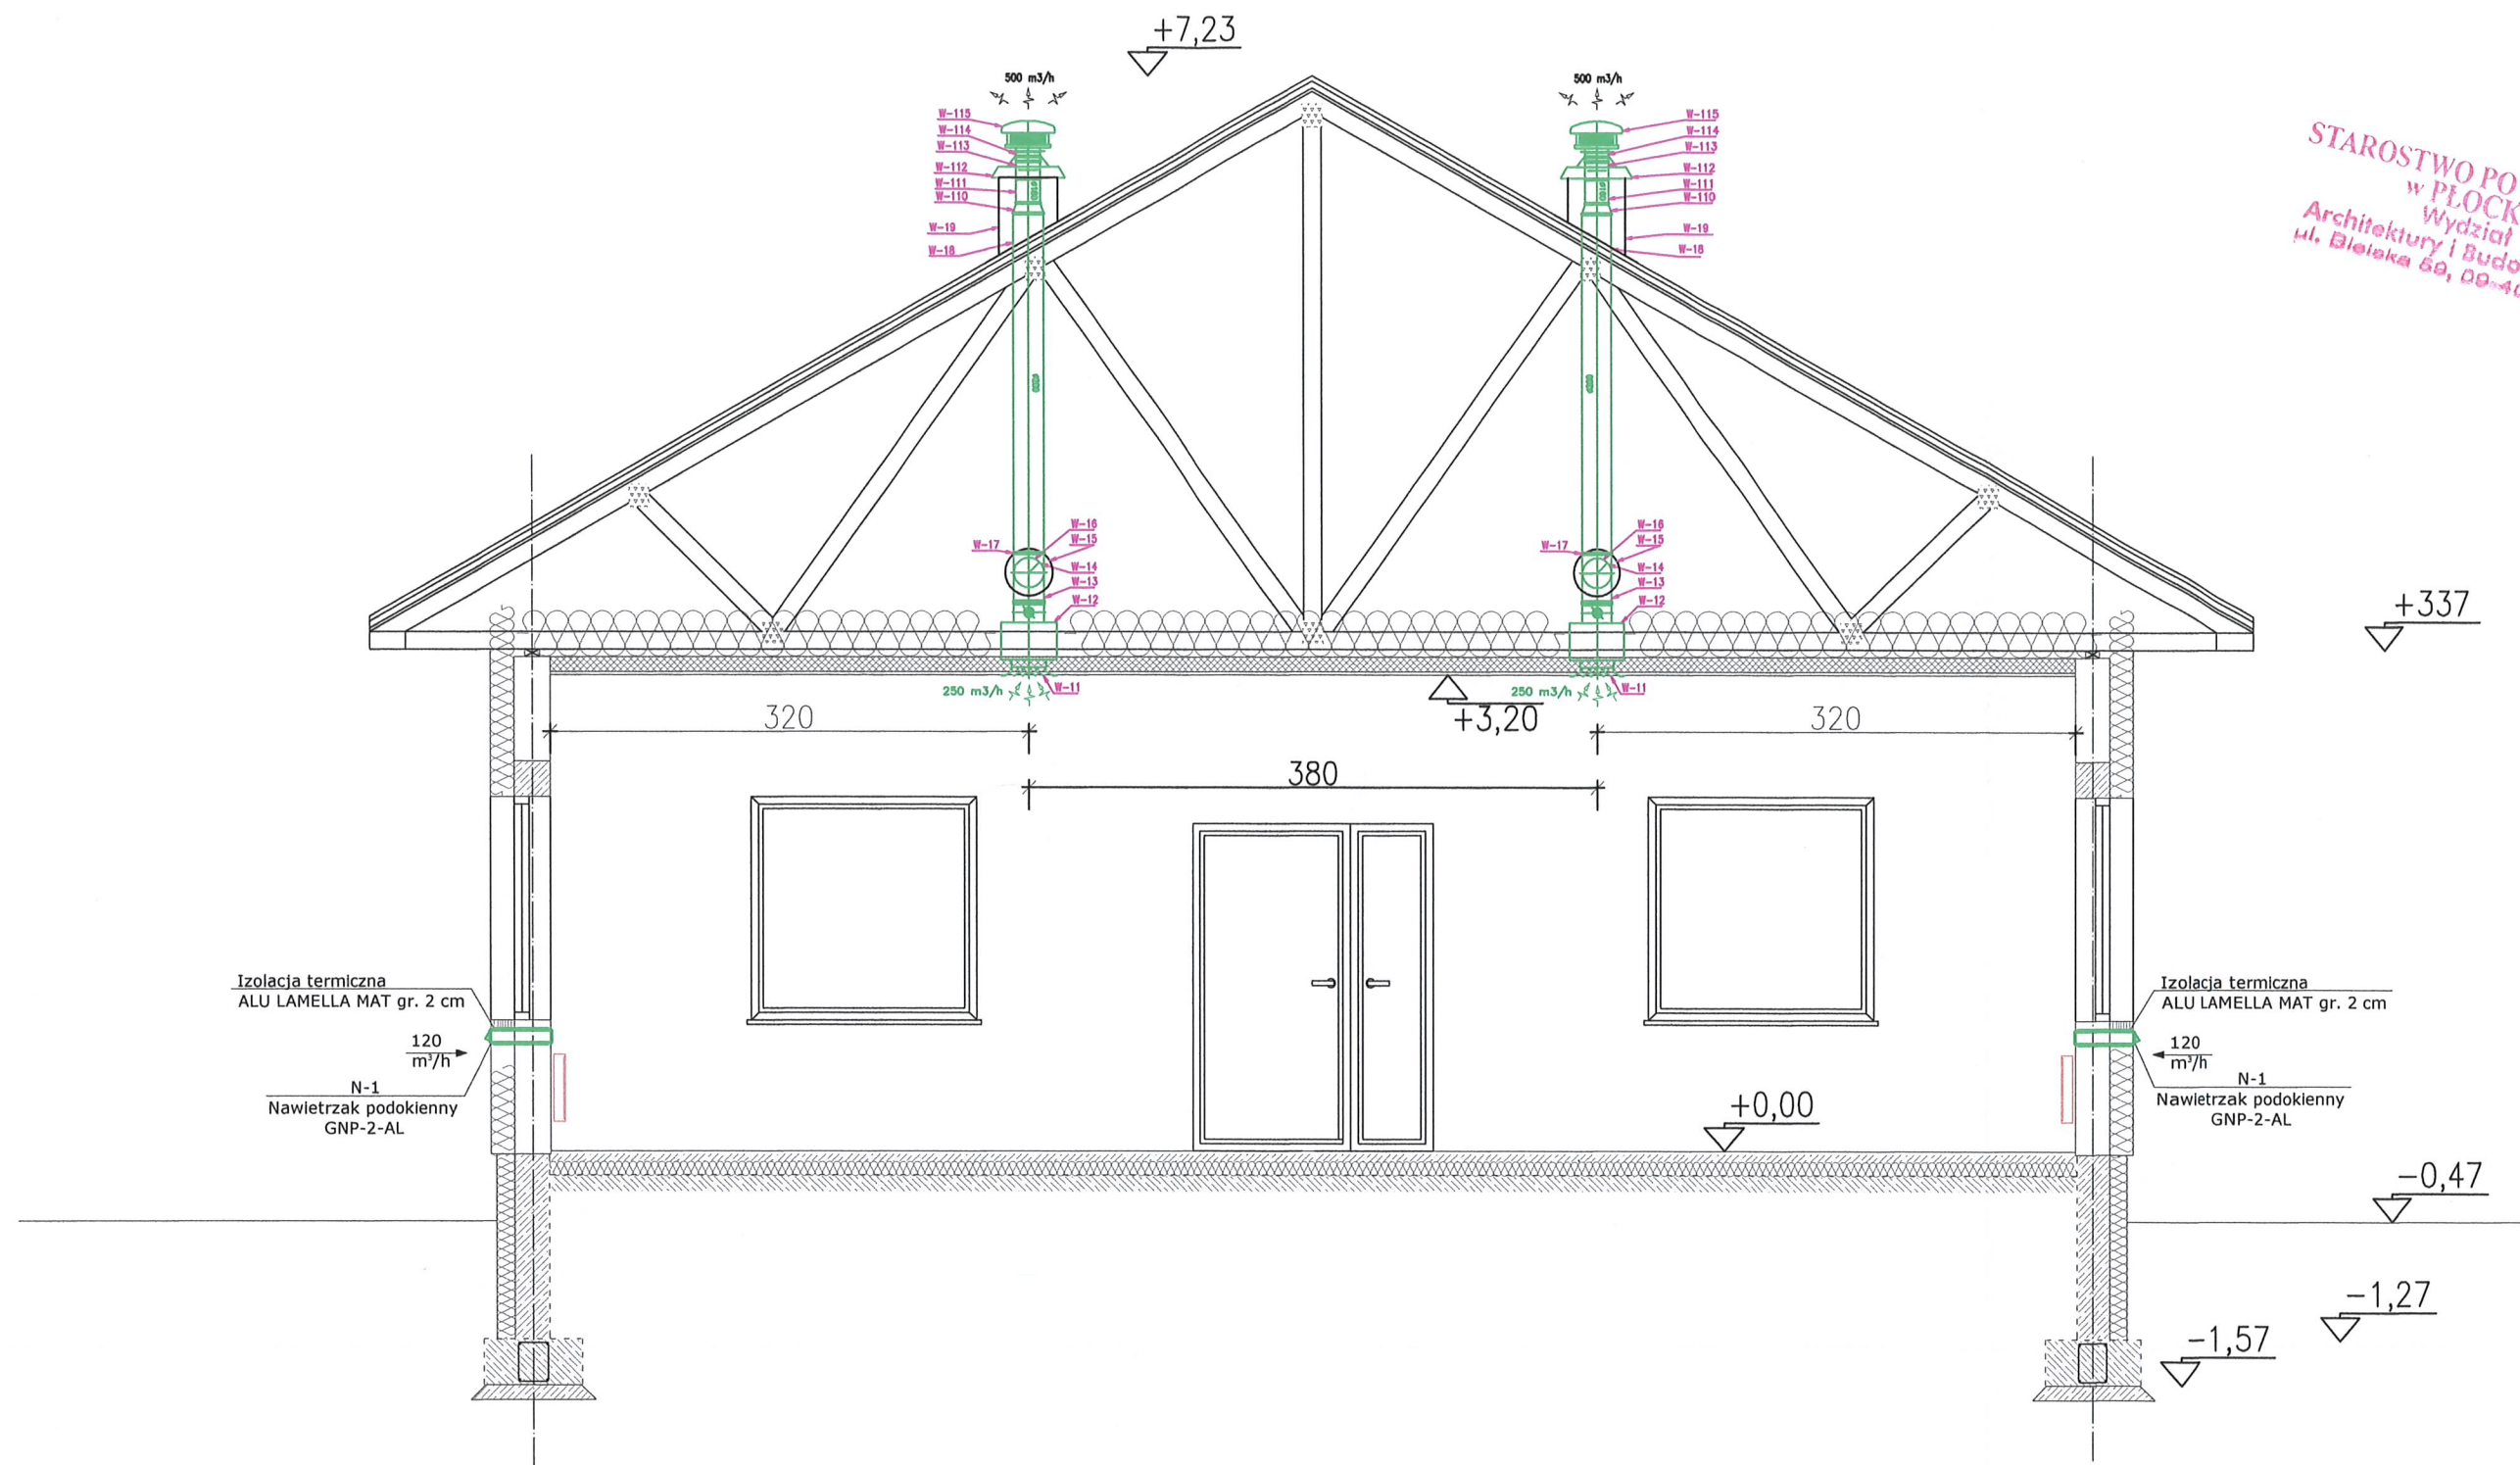 +7,23
500 m3/h
500 m3/h
W-115
W-114
W-113
W-112
W-111
W-110
W-19
W-18
W-115
W-114
W-113
W-112
W-111
W-110
W-19
W-18
STAROSTWO PO
w PŁOCK
Wydział
Architektury i Budo
ul. Bielska 59, 09-40
W-16
W-17
W-15
W-14
W-13
W-12
W-16
W-17
W-15
W-14
W-13
W-12
+337
250 m3/h
W-11
250 m3/h
W-11
320
+3,20
320
380
Izolacja termiczna
ALU LAMELLA MAT gr. 2 cm
120
m³/h
N-1
Nawietrzak podokienny
GNP-2-AL
Izolacja termiczna
ALU LAMELLA MAT gr. 2 cm
120
m³/h
N-1
Nawietrzak podokienny
GNP-2-AL
+0,00
-0,47
-1,27
-1,57